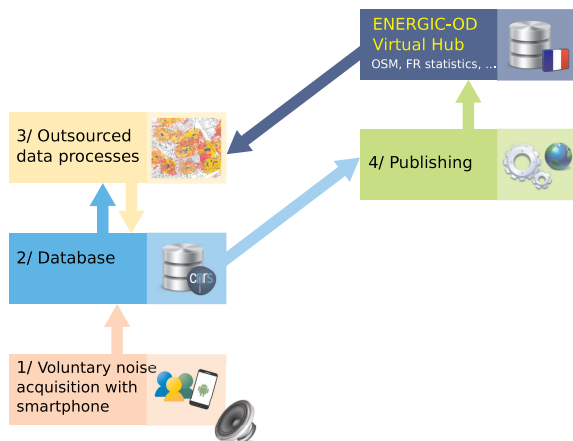 ENERGIC-OD
Virtual Hub
OSM, FR statistics, ...
3/ Outsourced
data processes
4/ Publishing
2/ Database
cnrs
1/ Voluntary noise
acquisition with
smartphone